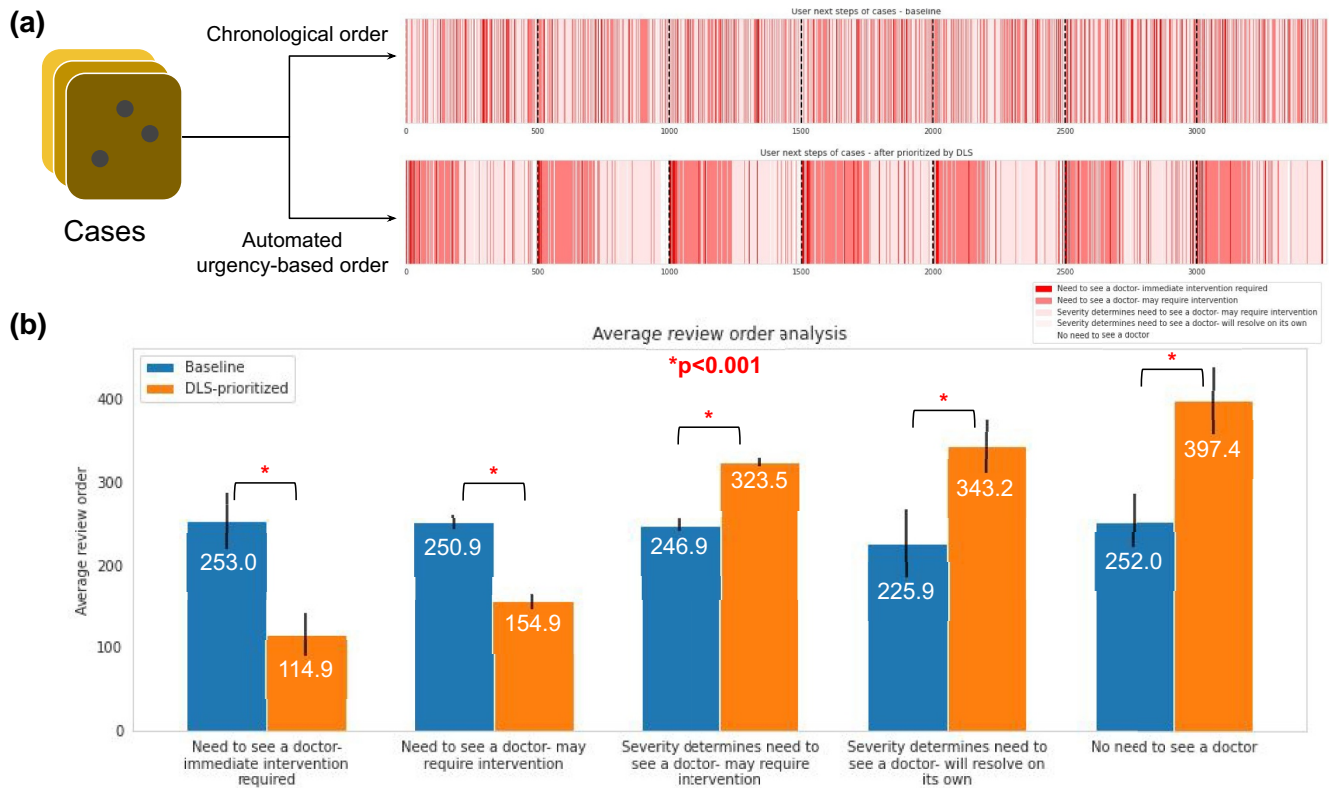 (a)
Cases
Chronological order
Automated
urgency-based order
User next steps of cases - baseline
0 500 1000 1500 2000 2500 3000
User next steps of cases - after prioritized by DLS
0 500 1000 1500 2000 2500 3000
Need to see a doctor- immediate intervention required
Need to see a doctor- may require intervention
Severity determines need to see a doctor- may require intervention
Severity determines need to see a doctor- will resolve on its own
No need to see a doctor
(b)
Average review order analysis
Baseline
DLS-prioritized
*p<0.001
Average review order
400
300
200
100
0
* * * * *
253.0 114.9 250.9 154.9 246.9 323.5 225.9 343.2 252.0 397.4
Need to see a doctor-
immediate intervention
required
Need to see a doctor- may
require intervention
Severity determines need to
see a doctor- may require
intervention
Severity determines need to
see a doctor- will resolve on
its own
No need to see a doctor